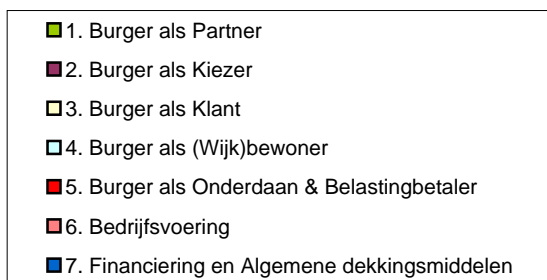 1. Burger als Partner
2. Burger als Kiezer
3. Burger als Klant
4. Burger als (Wijk)bewoner
5. Burger als Onderdaan & Belastingbetaler
6. Bedrijfsvoering
7. Financiering en Algemene dekkingsmiddelen